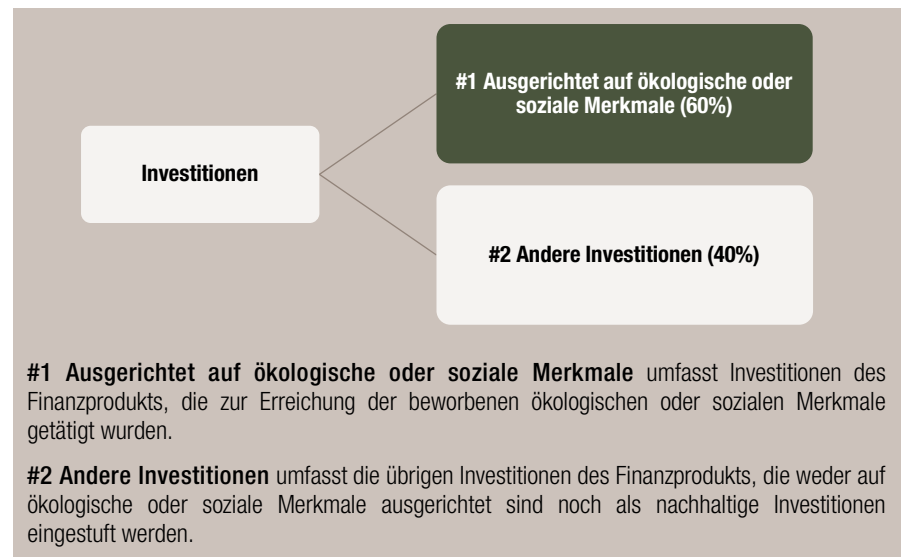 #1 Ausgerichtet auf ökologische oder
soziale Merkmale (60%)
Investitionen
#2 Andere Investitionen (40%)
#1 Ausgerichtet auf ökologische oder soziale Merkmale umfasst Investitionen des
Finanzprodukts, die zur Erreichung der beworbenen ökologischen oder sozialen Merkmale
getätigt wurden.
#2 Andere Investitionen umfasst die übrigen Investitionen des Finanzprodukts, die weder auf
ökologische oder soziale Merkmale ausgerichtet sind noch als nachhaltige Investitionen
eingestuft werden.